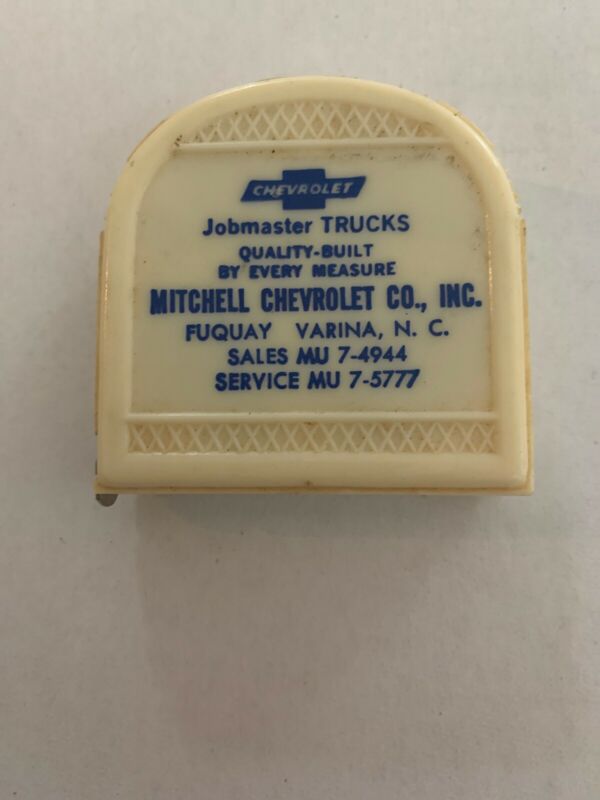 CHEVROLET
Jobmaster TRUCKS
QUALITY-BUILT
BY EVERY MEASURE
MITCHELL CHEVROLET CO., INC.
FUQUAY VARINA, N. C.
SALES MU 7-4944
SERVICE MU 7-5777